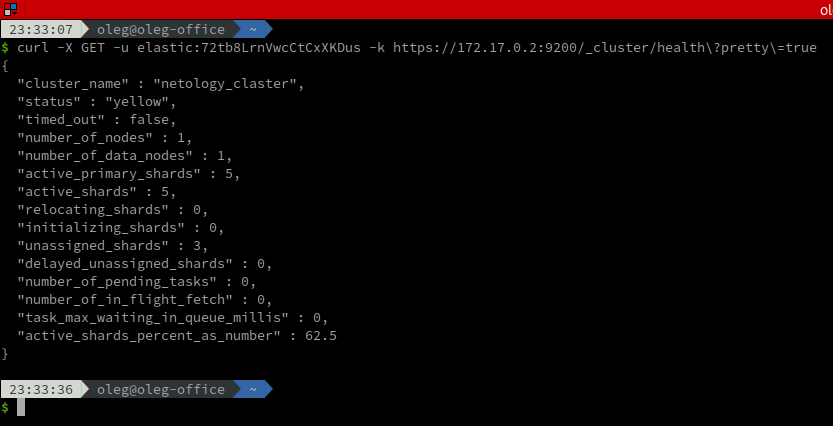 ol
23:33:07 oleg@oleg-office ~
$ curl -X GET -u elastic:72tb8LrnVwcCtCxXKDus -k https://172.17.0.2:9200/_cluster/health\?pretty\=true
{
  "cluster_name" : "netology_claster",
  "status" : "yellow",
  "timed_out" : false,
  "number_of_nodes" : 1,
  "number_of_data_nodes" : 1,
  "active_primary_shards" : 5,
  "active_shards" : 5,
  "relocating_shards" : 0,
  "initializing_shards" : 0,
  "unassigned_shards" : 3,
  "delayed_unassigned_shards" : 0,
  "number_of_pending_tasks" : 0,
  "number_of_in_flight_fetch" : 0,
  "task_max_waiting_in_queue_millis" : 0,
  "active_shards_percent_as_number" : 62.5
}
23:33:36 oleg@oleg-office ~
$